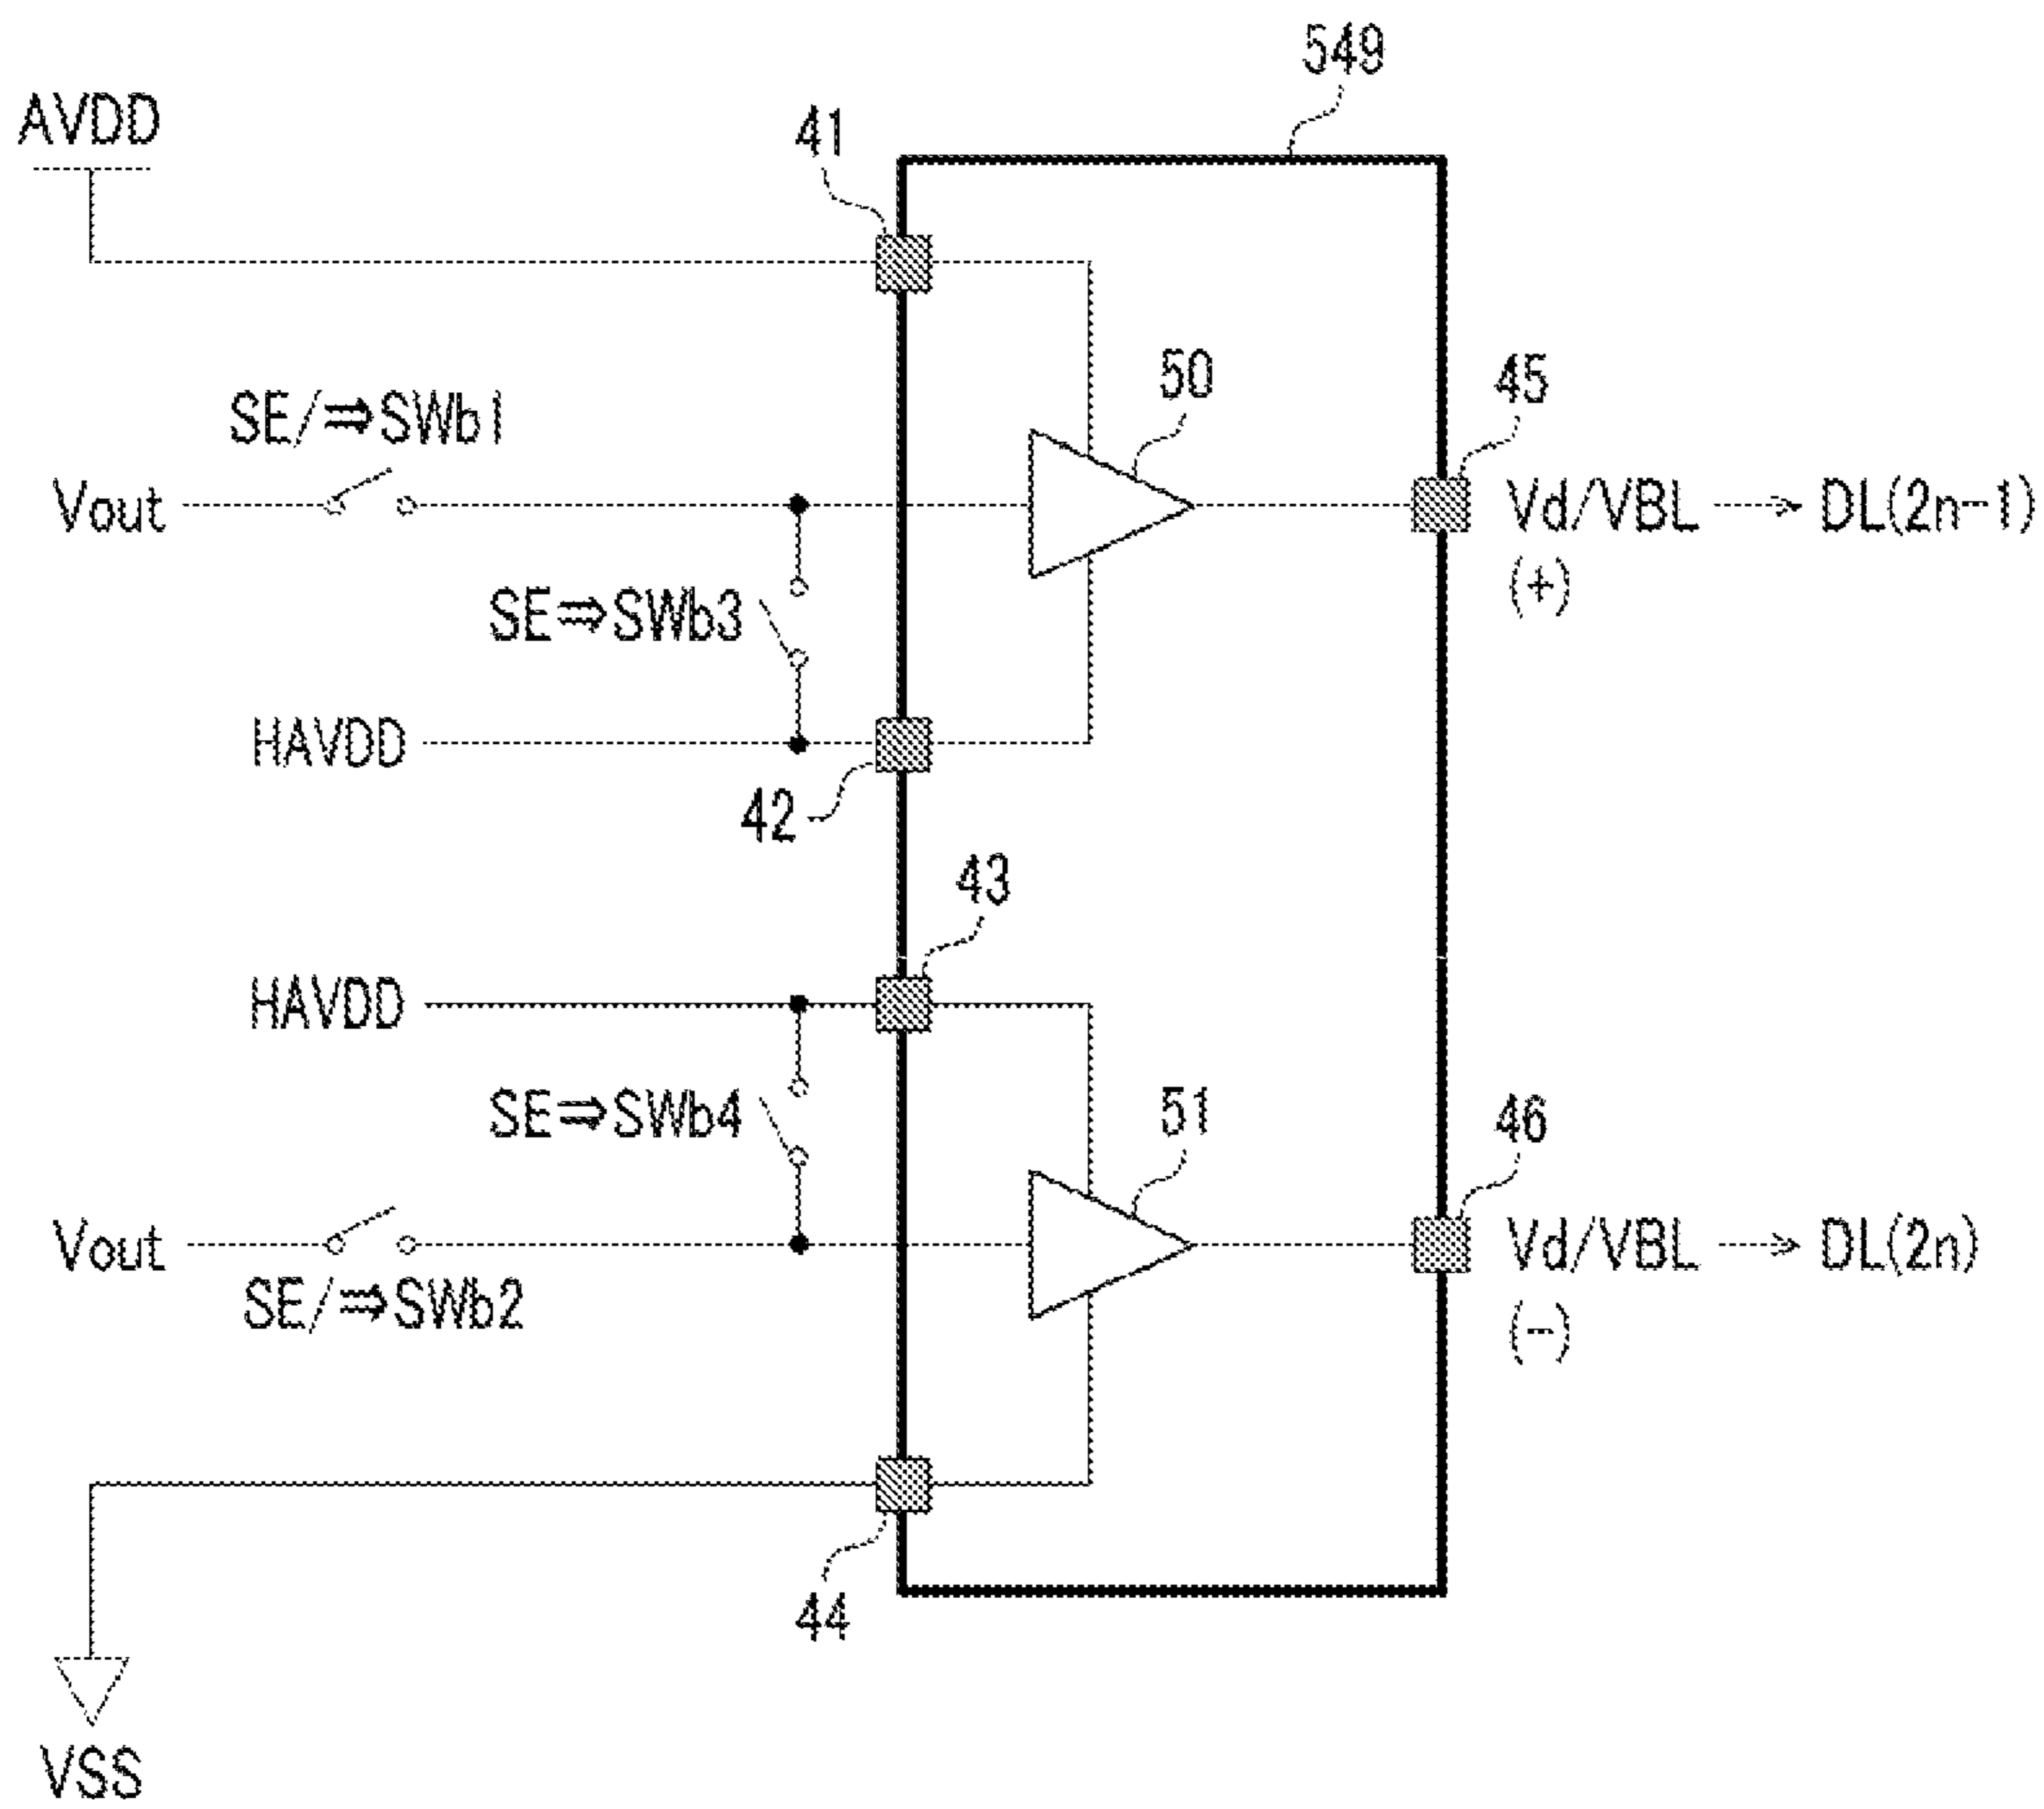 549
AVDD
41
50
45
SE/⇒SWb1
Vout
Vd/VBL → DL(2n-1)
(+)
SE⇒SWb3
HAVDD
42
43
HAVDD
SE⇒SWb4
51
46
Vout
Vd/VBL → DL(2n)
SE/⇒SWb2
(-)
44
VSS